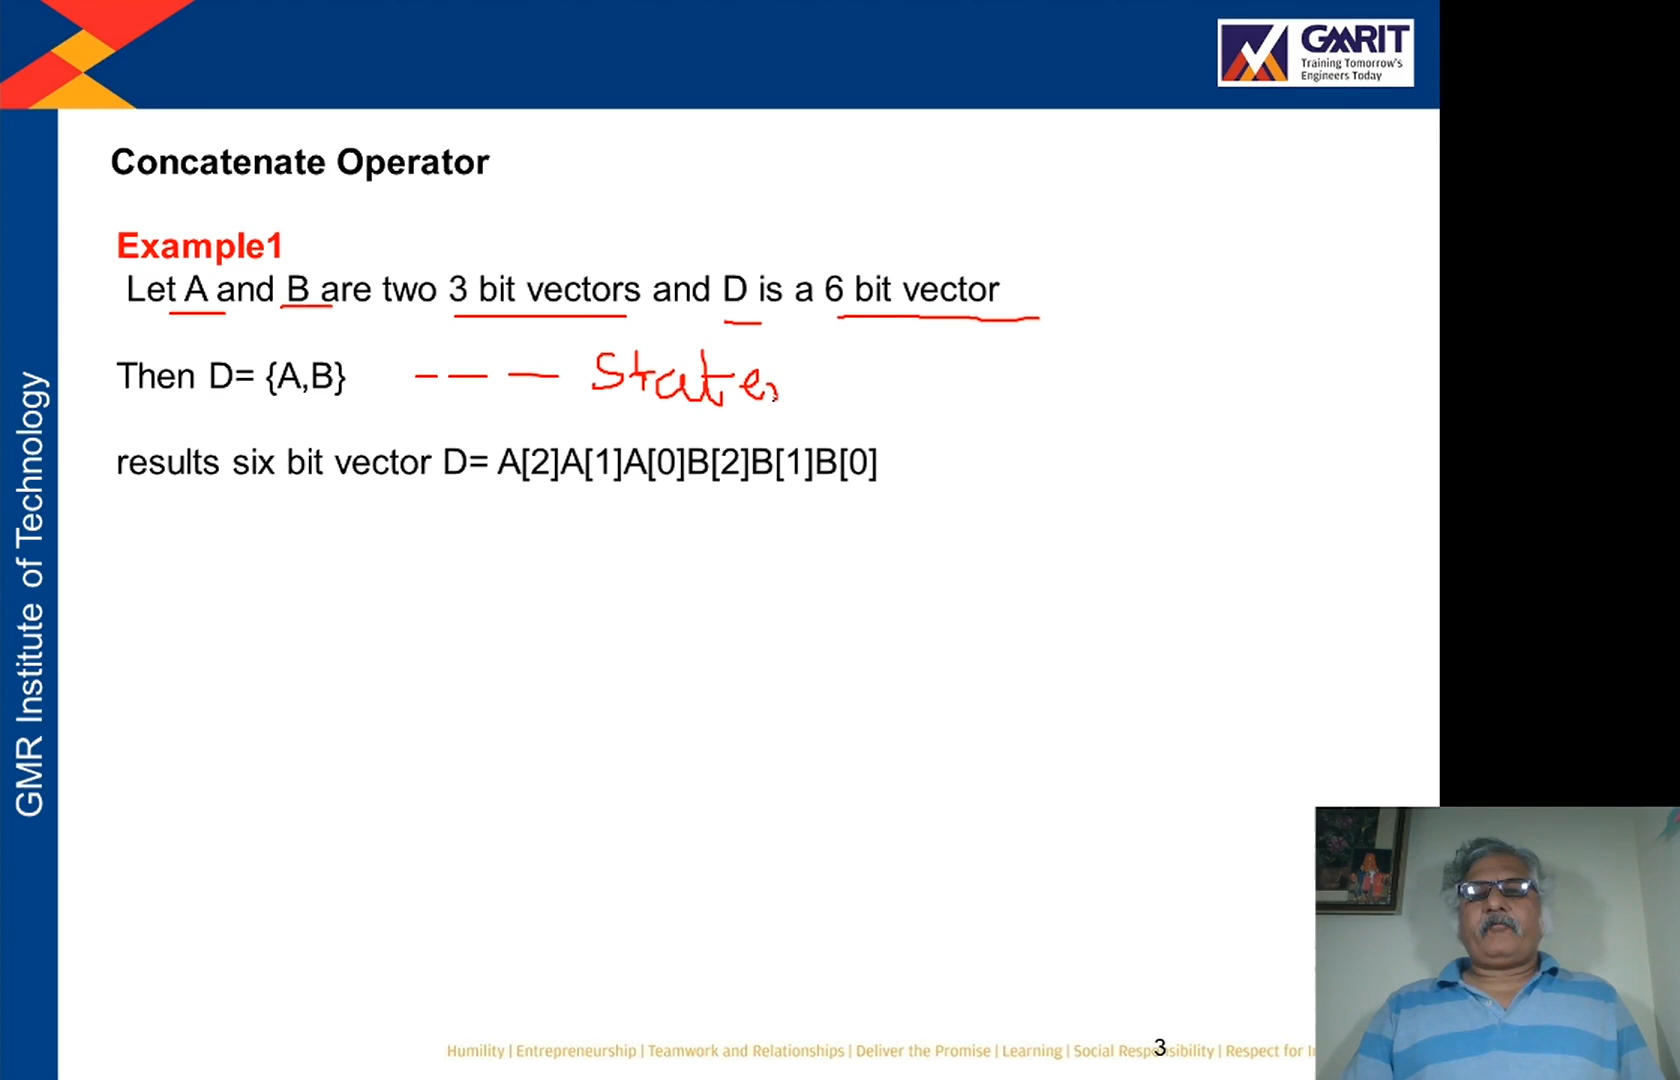 GMRIT
Training Tomorrow's
Engineers Today
Concatenate Operator
Example1
Let A and B are two 3 bit vectors and D is a 6 bit vector
Then D= {A,B} --- State
results six bit vector D= A[2]A[1]A[0]B[2]B[1]B[0]
GMR Institute of Technology
Humility | Entrepreneurship | Teamwork and Relationships | Deliver the Promise | Learning | Social Responsibility | Respect for
3